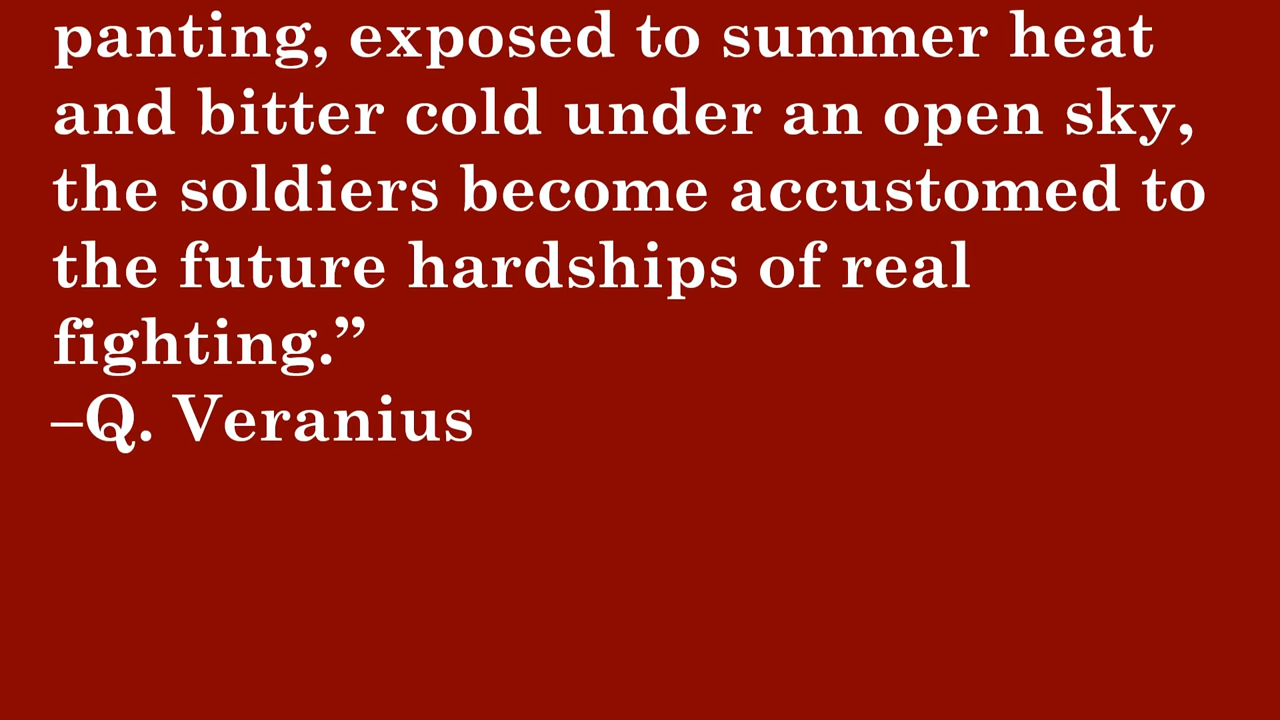 panting, exposed to summer heat
and bitter cold under an open sky,
the soldiers become accustomed to
the future hardships of real
fighting.”
–Q. Veranius